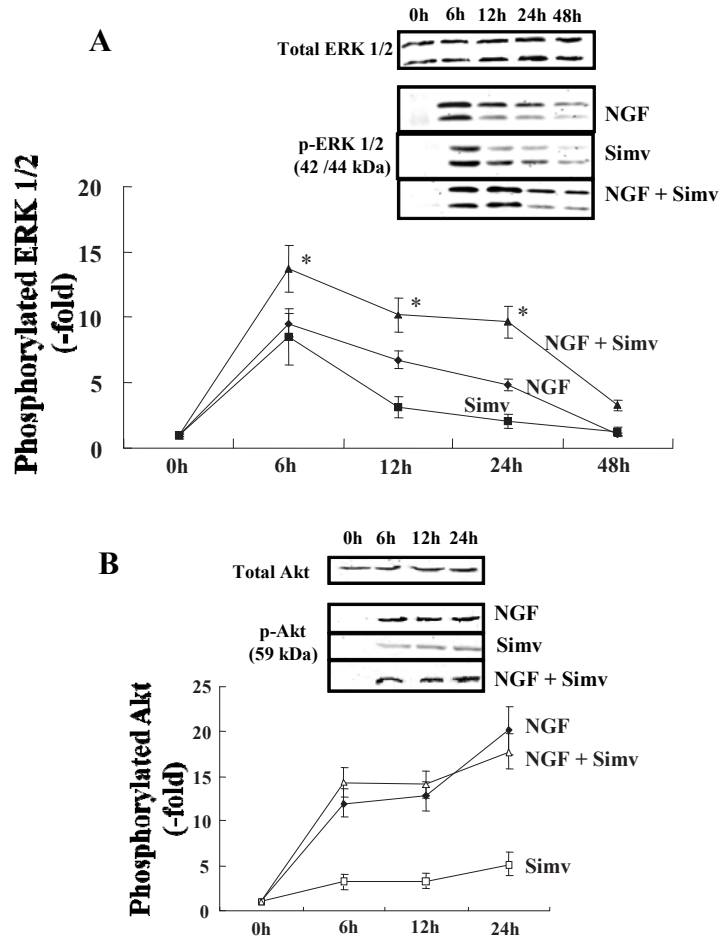 A
0h 6h 12h 24h 48h
Total ERK 1/2
NGF
p-ERK 1/2
(42 /44 kDa)
Simv
NGF + Simv
Phosphorylated ERK 1/2
(-fold)
20
15
10
5
0
*
*
*
NGF + Simv
NGF
Simv
0h 6h 12h 24h 48h
B
0h 6h 12h 24h
Total Akt
NGF
p-Akt
(59 kDa)
Simv
NGF + Simv
Phosphorylated Akt
(-fold)
25
20
15
10
5
0
NGF
NGF + Simv
Simv
0h 6h 12h 24h